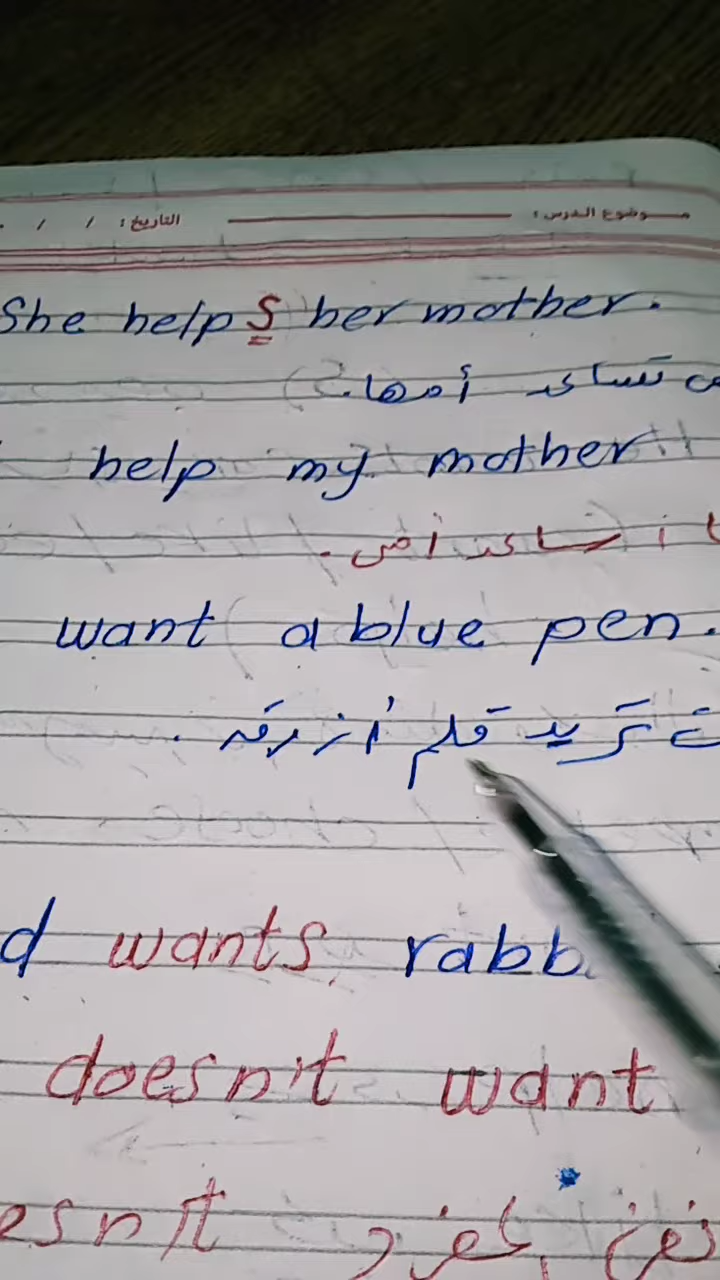 موضوع الدرس: التاريخ: / /
She helps her mother.
تساعد أمها.
help my mother
أساعد أمي.
want a blue pen.
تريد قلم أزرق.
d wants
doesn't want
esn't نفي